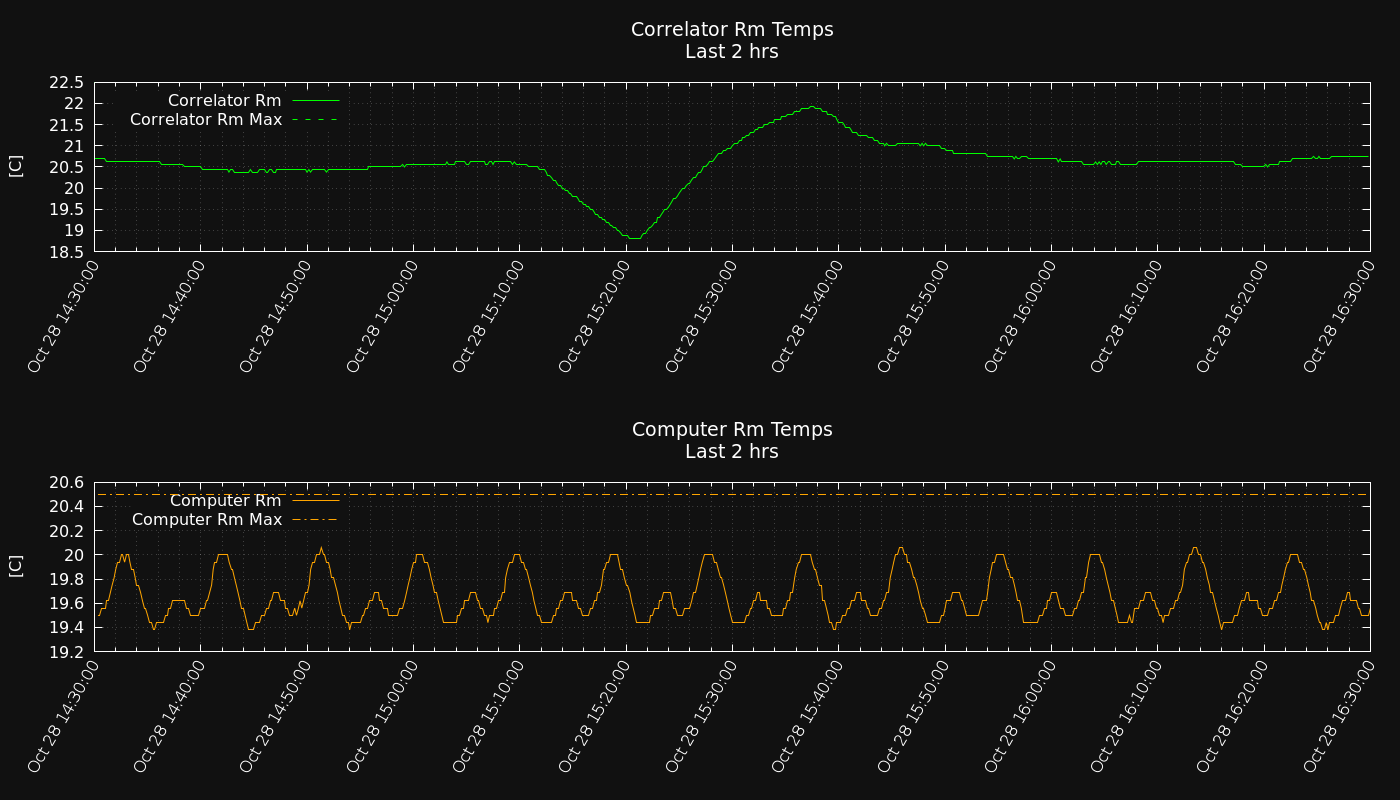 Correlator Rm Temps
Last 2 hrs
22.5
22
21.5
21
20.5
20
19.5
19
18.5
[C]
Correlator Rm
Correlator Rm Max
Oct 28 14:30:00
Oct 28 14:40:00
Oct 28 14:50:00
Oct 28 15:00:00
Oct 28 15:10:00
Oct 28 15:20:00
Oct 28 15:30:00
Oct 28 15:40:00
Oct 28 15:50:00
Oct 28 16:00:00
Oct 28 16:10:00
Oct 28 16:20:00
Oct 28 16:30:00
Computer Rm Temps
Last 2 hrs
20.6
20.4
20.2
20
19.8
19.6
19.4
19.2
[C]
Computer Rm
Computer Rm Max
Oct 28 14:30:00
Oct 28 14:40:00
Oct 28 14:50:00
Oct 28 15:00:00
Oct 28 15:10:00
Oct 28 15:20:00
Oct 28 15:30:00
Oct 28 15:40:00
Oct 28 15:50:00
Oct 28 16:00:00
Oct 28 16:10:00
Oct 28 16:20:00
Oct 28 16:30:00